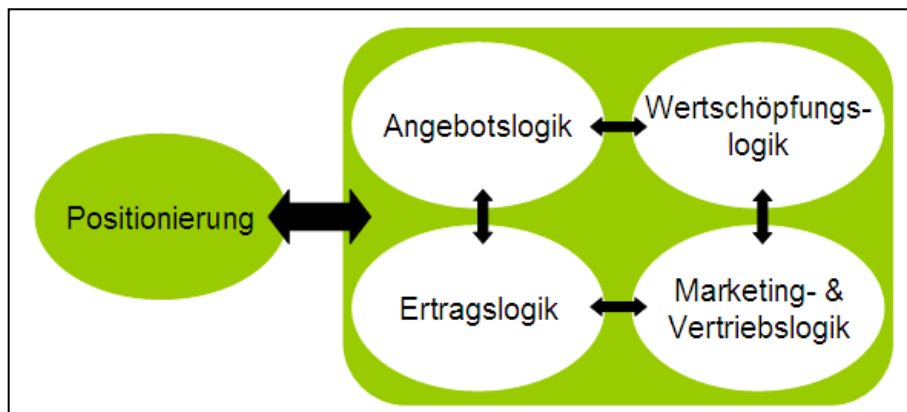 Positionierung
Angebotslogik
Wertschöpfungs-
logik
Ertragslogik
Marketing- &
Vertriebslogik